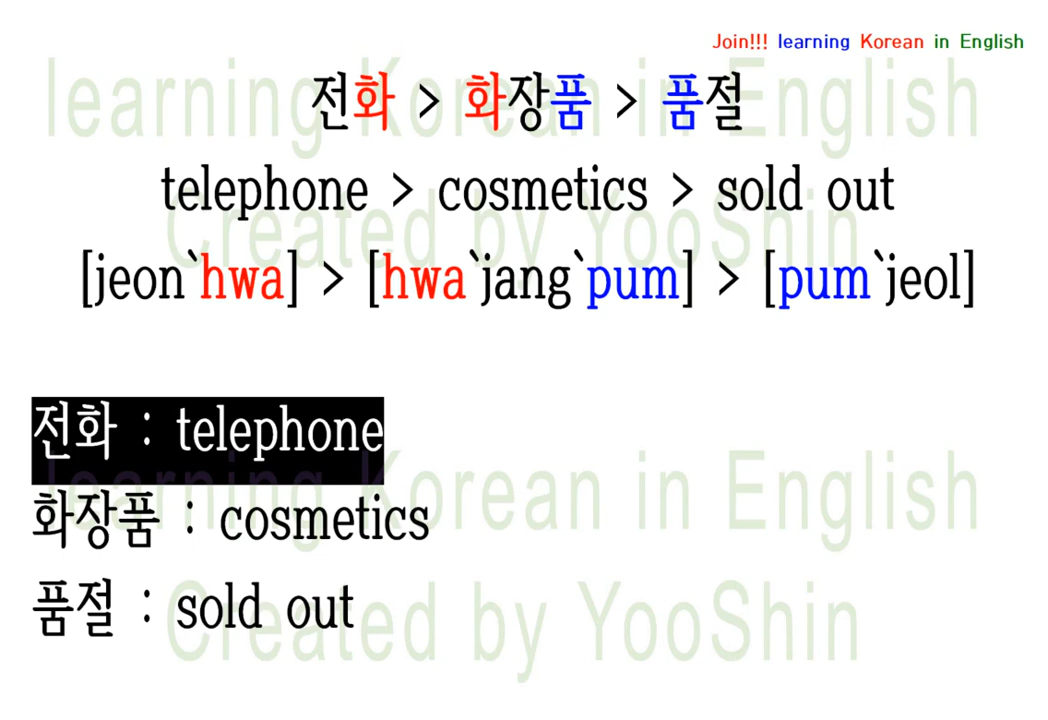 Join!!! learning Korean in English
learning Korean in English
전화 > 화장품 > 품절
telephone > cosmetics > sold out
Created by YooShin
[jeon`hwa] > [hwa`jang`pum] > [pum`jeol]
전화 : telephone
learning Korean in English
화장품 : cosmetics
품절 : sold out
Created by YooShin